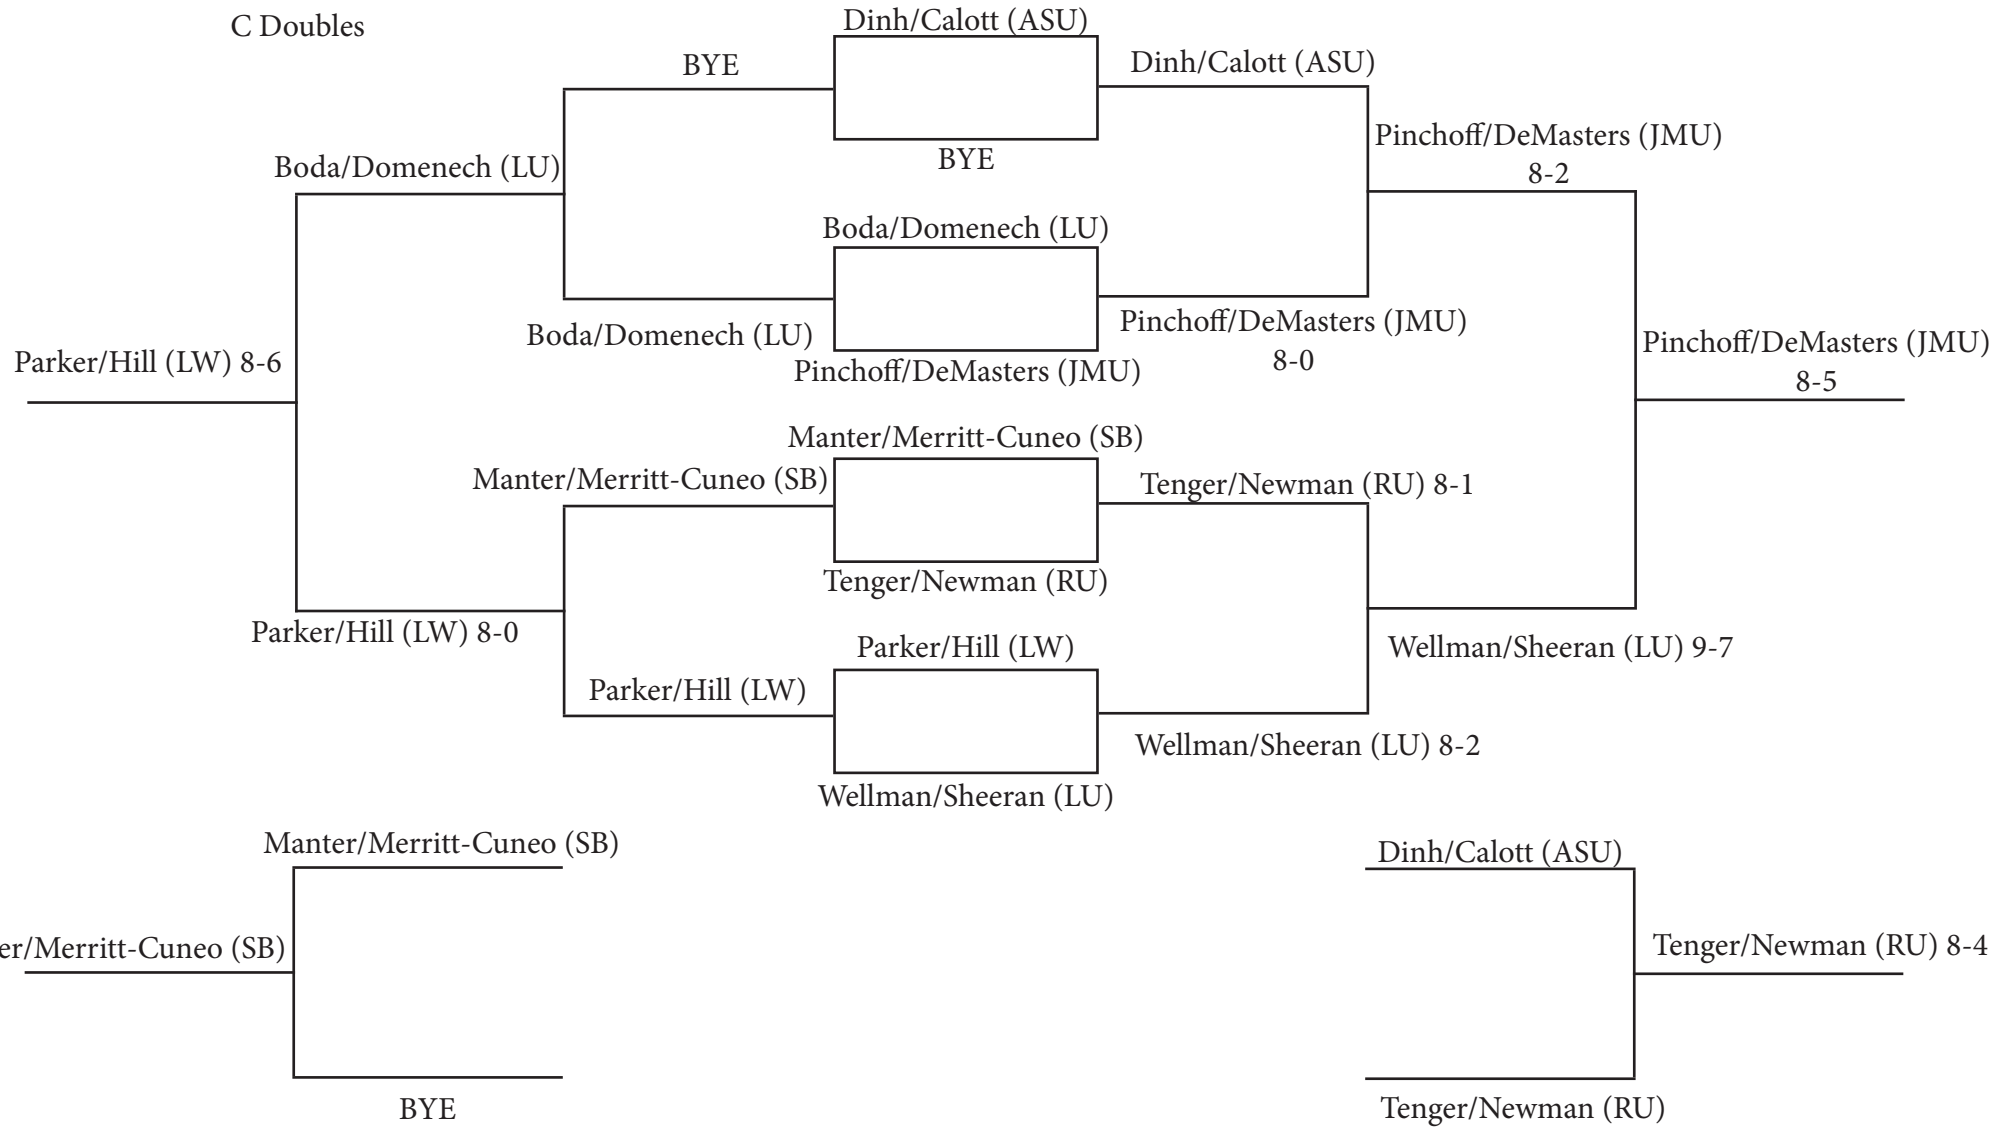 C Doubles
Dinh/Calott (ASU)
BYE
Dinh/Calott (ASU)
BYE
Pinchoff/DeMasters (JMU)
8-2
Boda/Domenech (LU)
Boda/Domenech (LU)
Boda/Domenech (LU)
Pinchoff/DeMasters (JMU)
8-0
Pinchoff/DeMasters (JMU)
Parker/Hill (LW) 8-6
Pinchoff/DeMasters (JMU)
8-5
Manter/Merritt-Cuneo (SB)
Manter/Merritt-Cuneo (SB)
Tenger/Newman (RU) 8-1
Tenger/Newman (RU)
Parker/Hill (LW) 8-0
Parker/Hill (LW)
Wellman/Sheeran (LU) 9-7
Parker/Hill (LW)
Wellman/Sheeran (LU) 8-2
Wellman/Sheeran (LU)
Manter/Merritt-Cuneo (SB)
Dinh/Calott (ASU)
er/Merritt-Cuneo (SB)
Tenger/Newman (RU) 8-4
BYE
Tenger/Newman (RU)